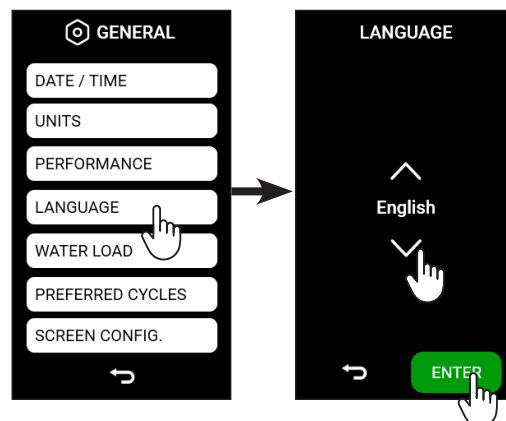 GENERAL
DATE / TIME
UNITS
PERFORMANCE
LANGUAGE
WATER LOAD
PREFERRED CYCLES
SCREEN CONFIG.
LANGUAGE
English
ENTER